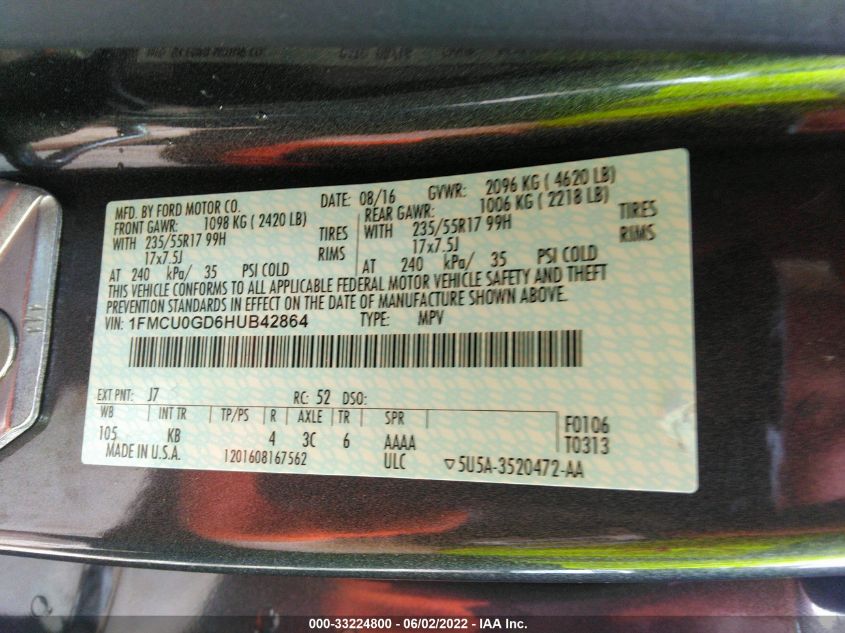 MFD. BY FORD MOTOR CO. DATE: 08/16 GVWR: 2096 KG ( 4620 LB)
FRONT GAWR: 1098 KG ( 2420 LB) REAR GAWR: 1006 KG ( 2218 LB)
WITH 235/55R17 99H TIRES WITH 235/55R17 99H TIRES
17x7.5J RIMS 17x7.5J RIMS
AT 240 kPa/ 35 PSI COLD AT 240 kPa/ 35 PSI COLD
THIS VEHICLE CONFORMS TO ALL APPLICABLE FEDERAL MOTOR VEHICLE SAFETY AND THEFT
PREVENTION STANDARDS IN EFFECT ON THE DATE OF MANUFACTURE SHOWN ABOVE.
VIN: 1FMCU0GD6HUB42864 TYPE: MPV
EXT PNT: J7 RC: 52 DSO:
WB INT TR TP/PS R AXLE TR SPR F0106
105 KB 4 3C 6 AAAA T0313
MADE IN U.S.A. 1201608167562 ULC ▽5U5A-3520472-AA
000-33224800 - 06/02/2022 - IAA Inc.